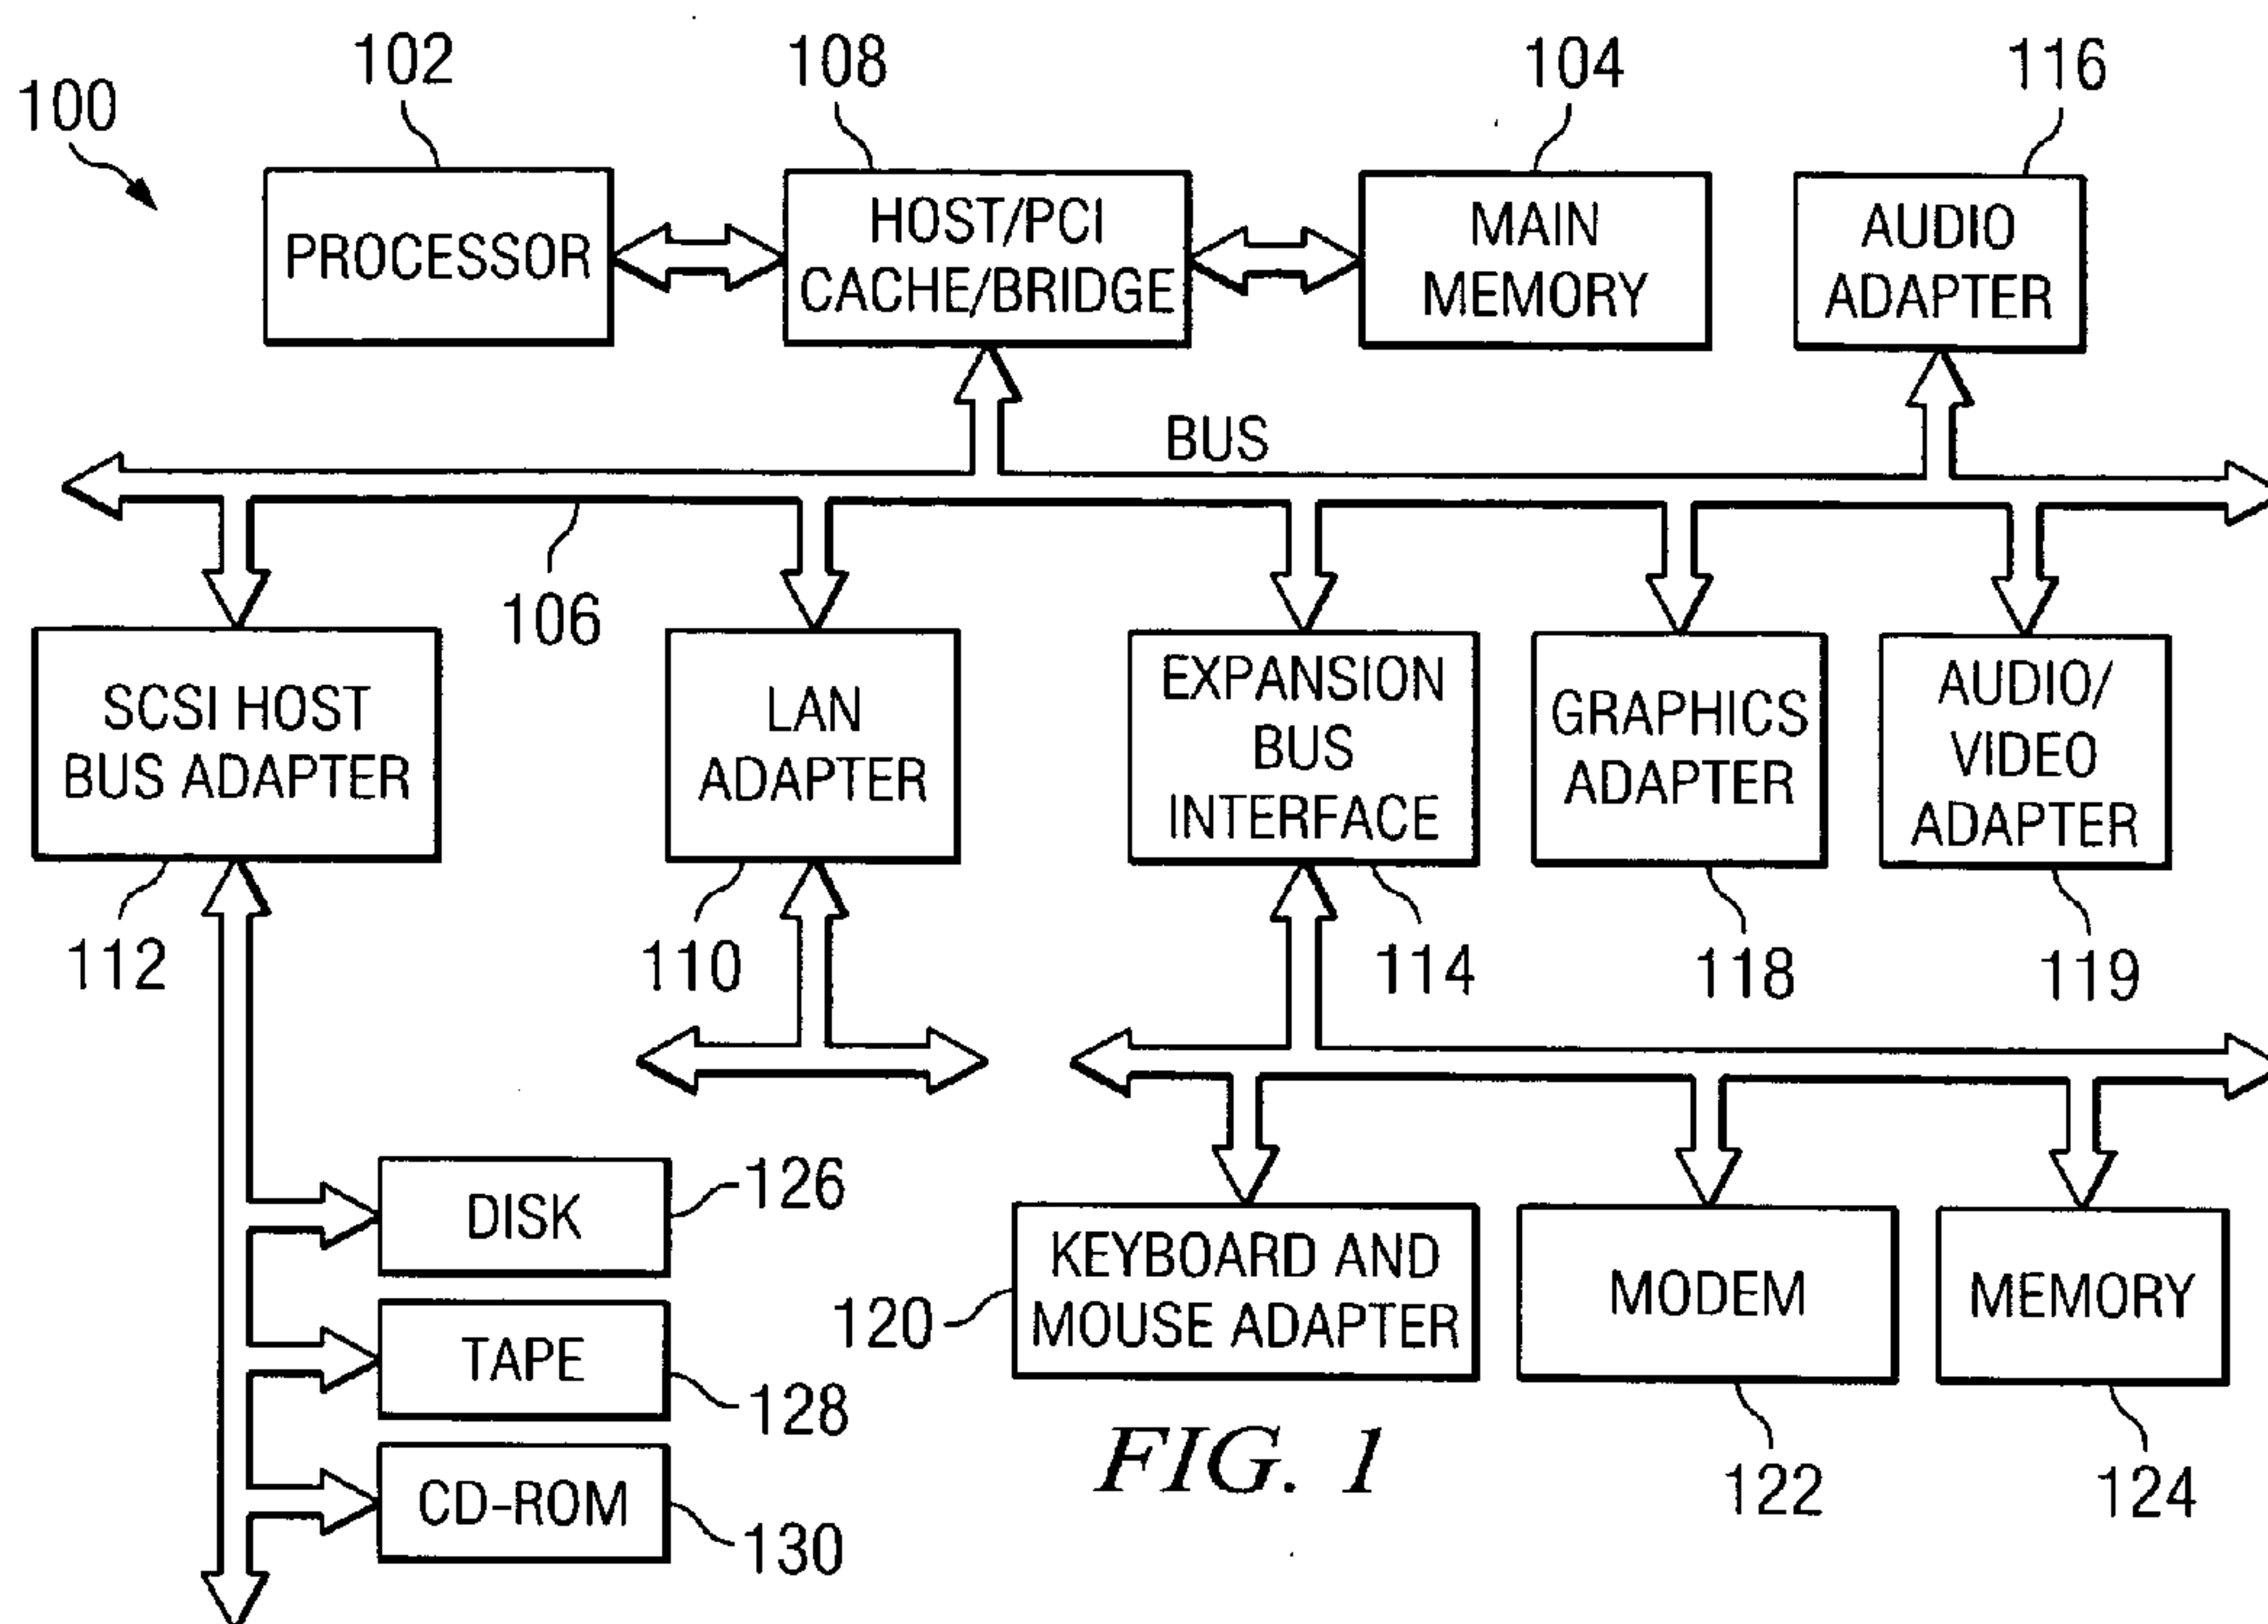 100
102
108
104
116
PROCESSOR
HOST/PCI
CACHE/BRIDGE
MAIN
MEMORY
AUDIO
ADAPTER
BUS
106
SCSI HOST
BUS ADAPTER
LAN
ADAPTER
EXPANSION
BUS
INTERFACE
GRAPHICS
ADAPTER
AUDIO/
VIDEO
ADAPTER
112
110
114
118
119
DISK
126
TAPE
128
CD-ROM
130
120
KEYBOARD AND
MOUSE ADAPTER
MODEM
MEMORY
122
124
FIG. 1